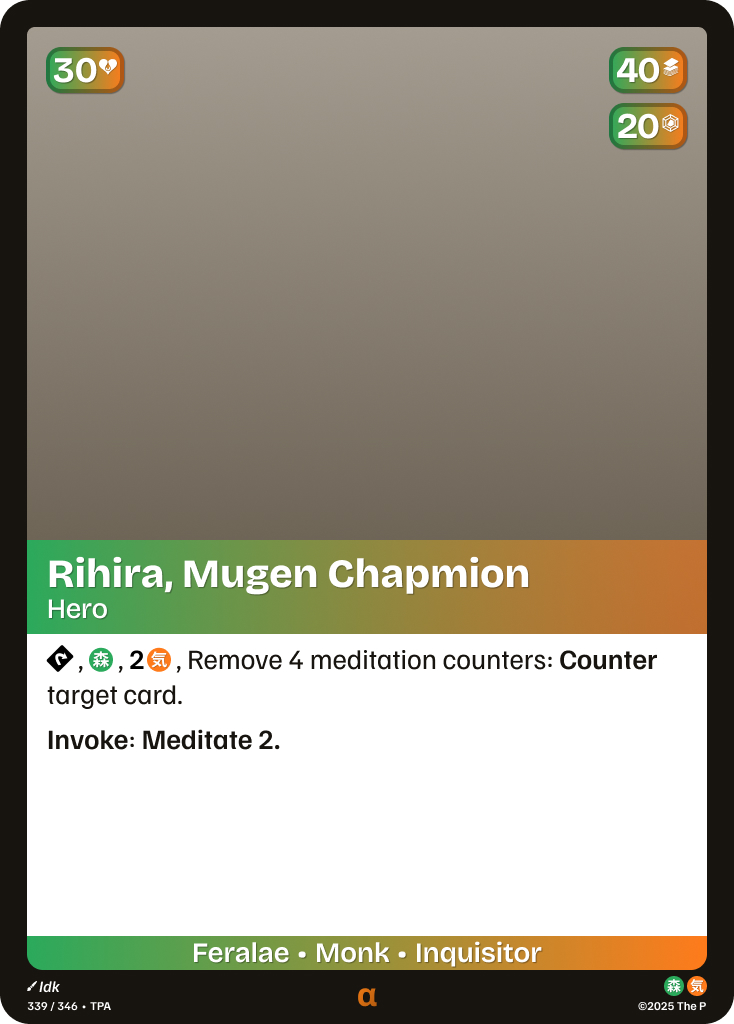 30
40
20
Rihira, Mugen Chapmion
Hero
, 森 , 2 気 , Remove 4 meditation counters: Counter
target card.
Invoke: Meditate 2.
Feralae • Monk • Inquisitor
Idk
339 / 346 • TPA
α
森 気
©2025 The P